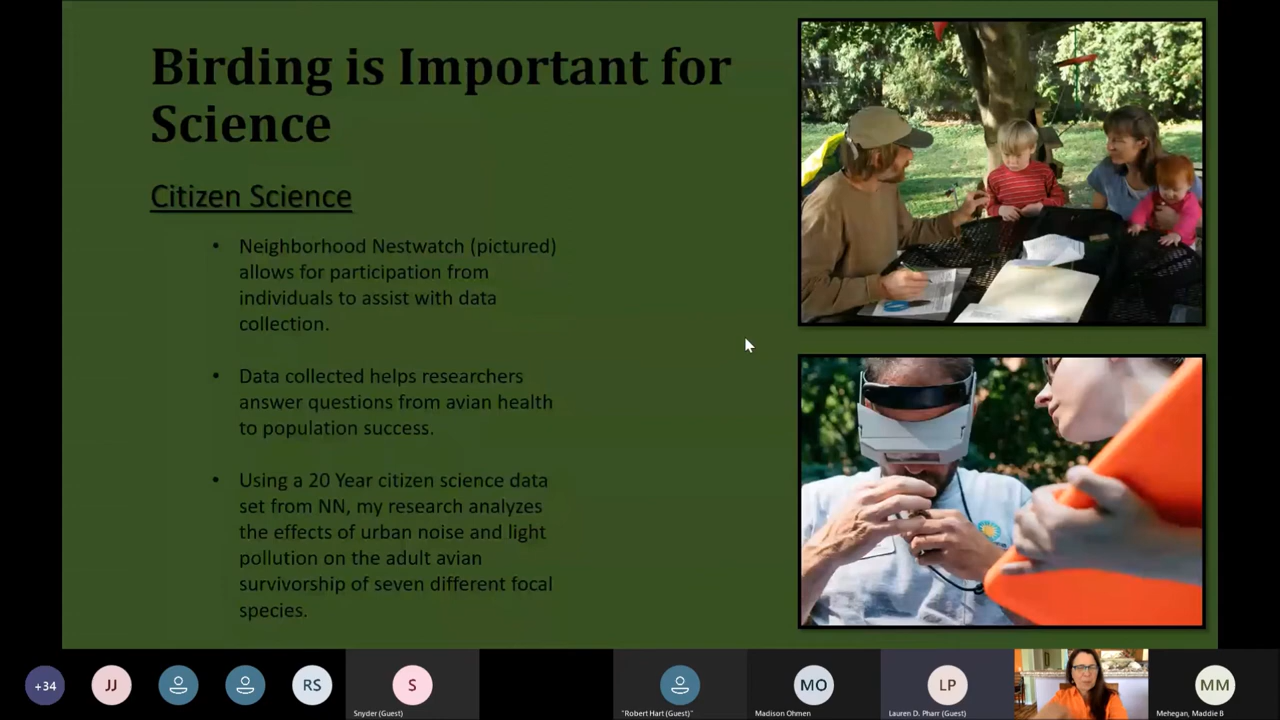 Birding is Important for
Science
Citizen Science
• Neighborhood Nestwatch (pictured)
allows for participation from
individuals to assist with data
collection.
• Data collected helps researchers
answer questions from avian health
to population success.
• Using a 20 Year citizen science data
set from NN, my research analyzes
the effects of urban noise and light
pollution on the adult avian
survivorship of seven different focal
species.
+34
JJ
RS
S
MO
LP
MM
Snyder (Guest)
"Robert Hart (Guest)"
Madison Ohmen
Lauren D. Pharr (Guest)
Mehegan, Maddie B